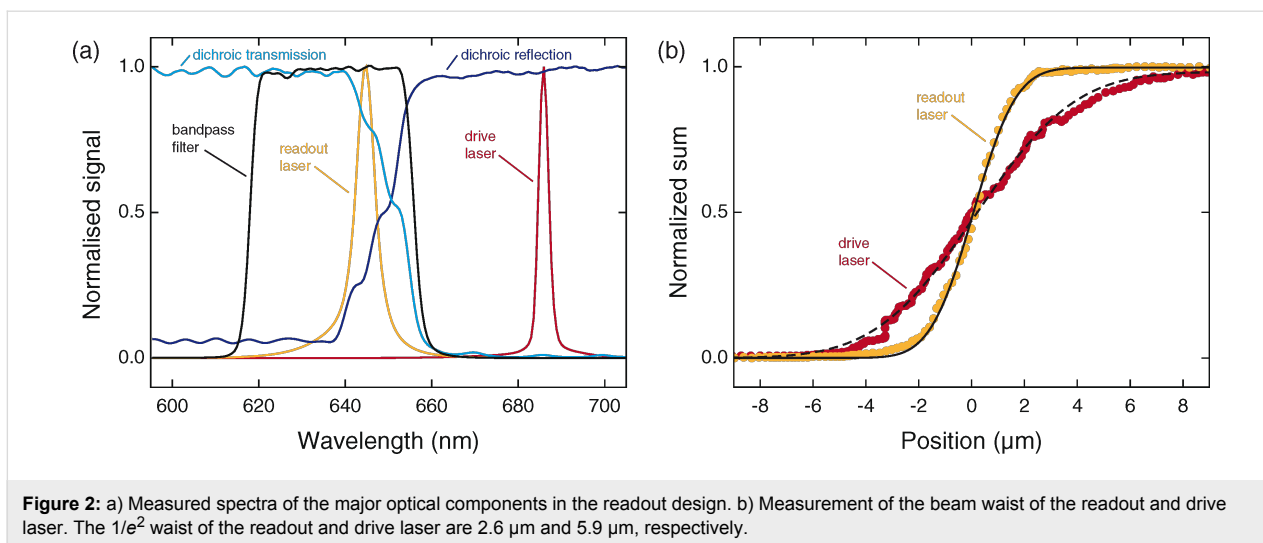 (a)
dichroic transmission
dichroic reflection
bandpass
filter
readout
laser
drive
laser
1.0
0.5
0.0
Normalised signal
600 620 640 660 680 700
Wavelength (nm)
(b)
readout
laser
drive
laser
1.0
0.5
0.0
Normalized sum
-8 -6 -4 -2 0 2 4 6 8
Position (µm)
Figure 2: a) Measured spectra of the major optical components in the readout design. b) Measurement of the beam waist of the readout and drive
laser. The 1/e² waist of the readout and drive laser are 2.6 µm and 5.9 µm, respectively.